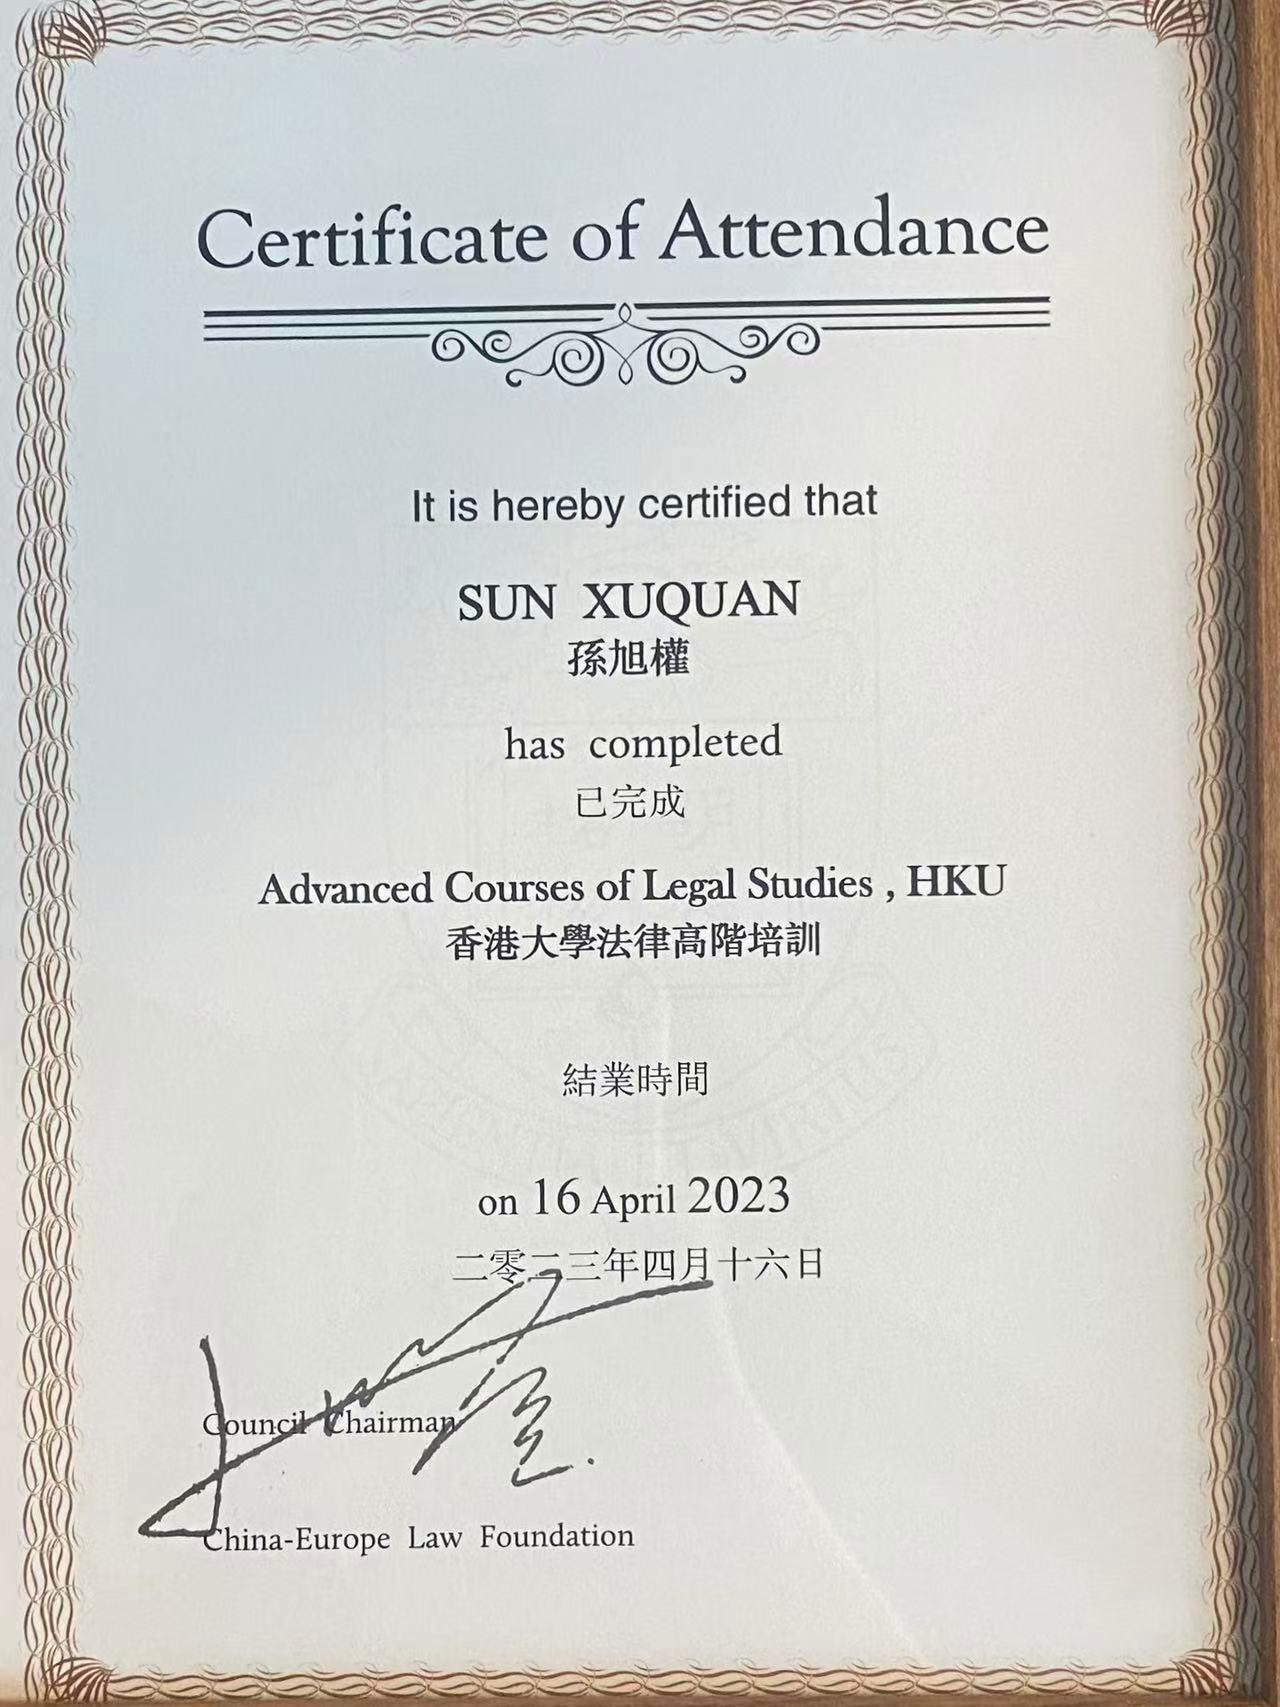 Certificate of Attendance
It is hereby certified that
SUN XUQUAN
孫旭權
has completed
已完成
Advanced Courses of Legal Studies , HKU
香港大學法律高階培訓
結業時間
on 16 April 2023
二零二三年四月十六日
Council Chairman
China-Europe Law Foundation